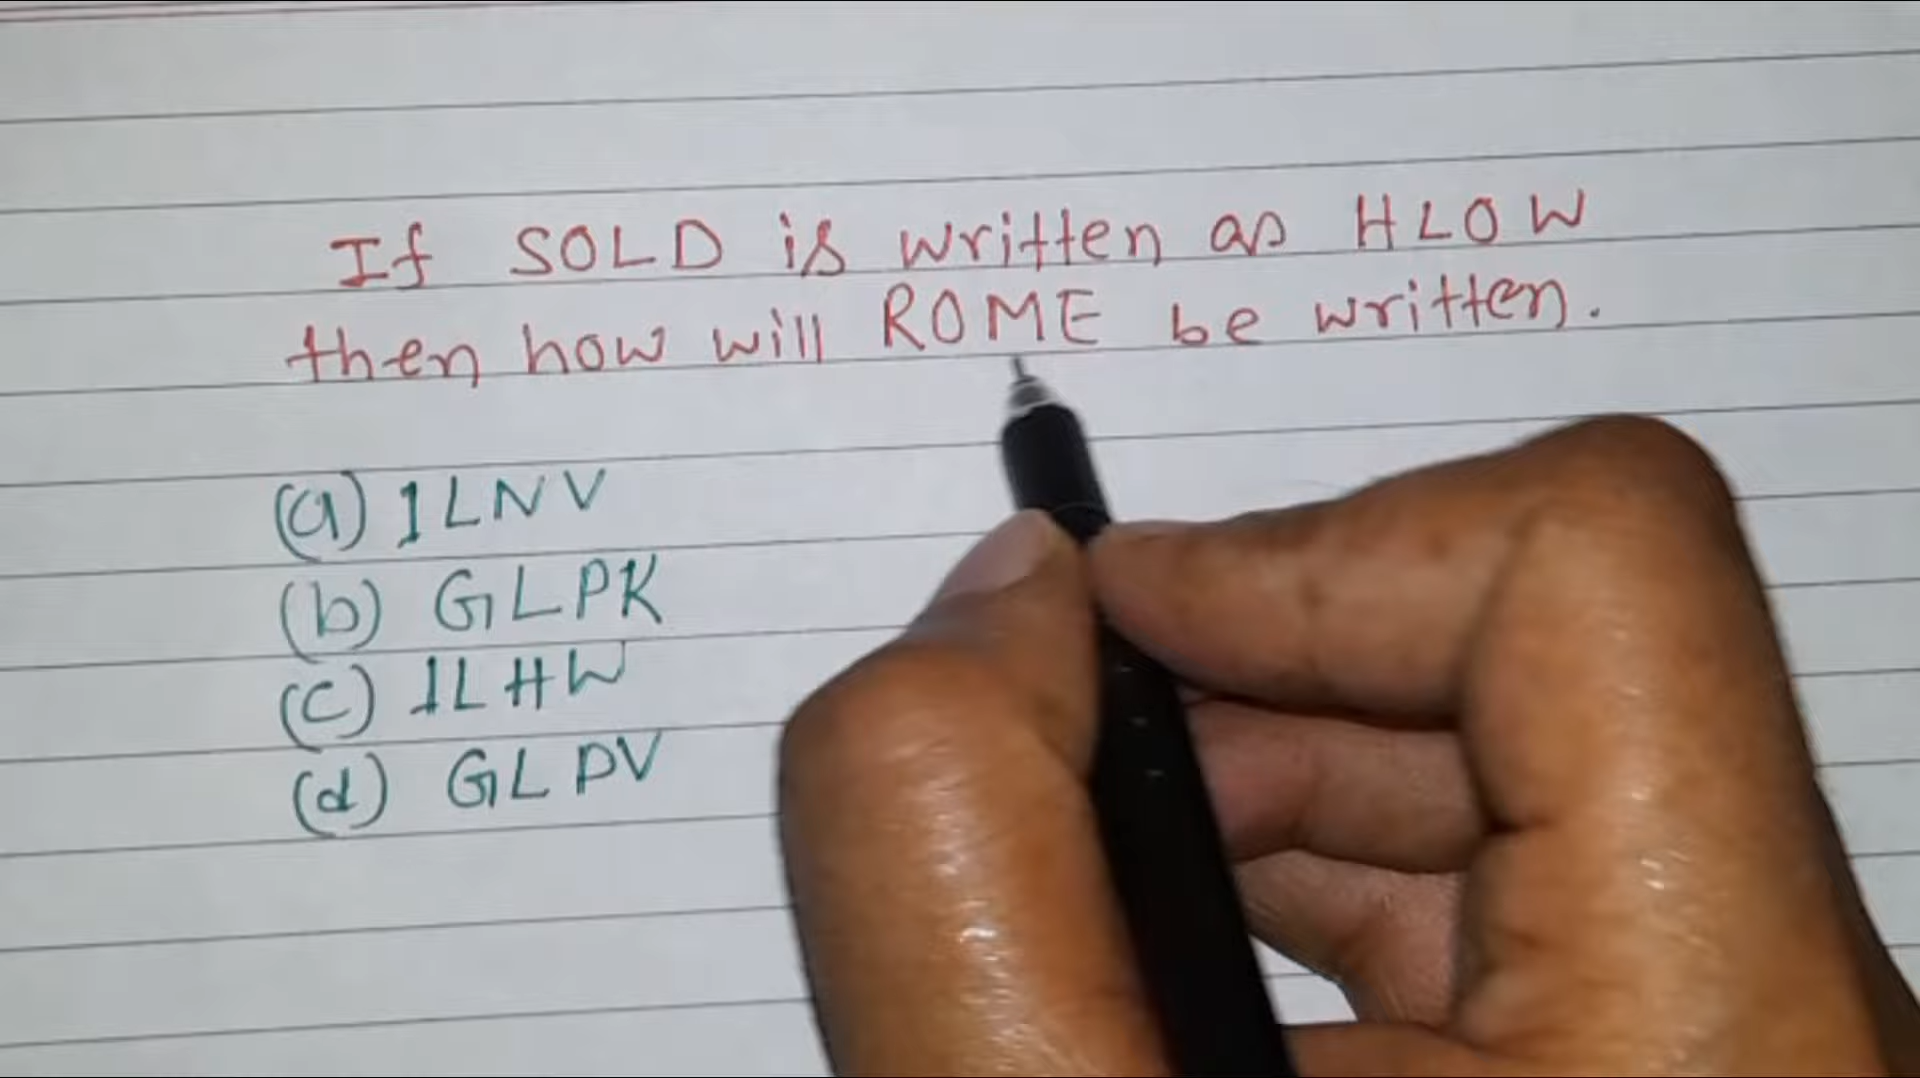 If SOLD is written as HLOW
then how will ROME be written.
(a) ILNV
(b) GLPK
(c) ILHW
(d) GLPV